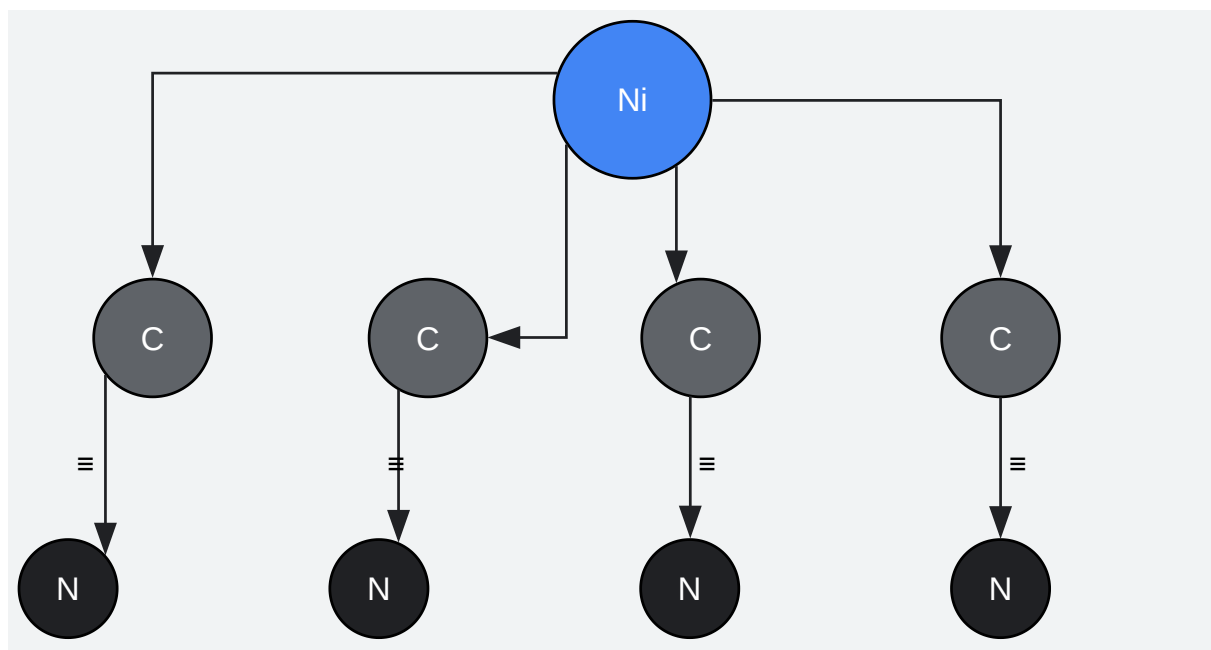 Ni
C C C C
≡ ≡ ≡ ≡
N N N N